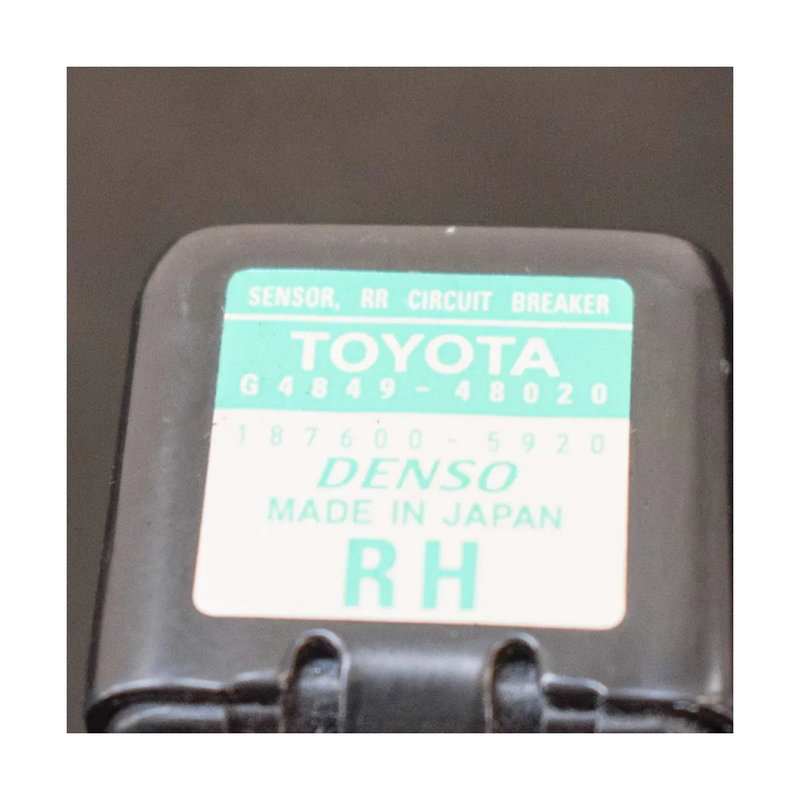 SENSOR, RR CIRCUIT BREAKER
TOYOTA
G4849-48020
187600-5920
DENSO
MADE IN JAPAN
RH